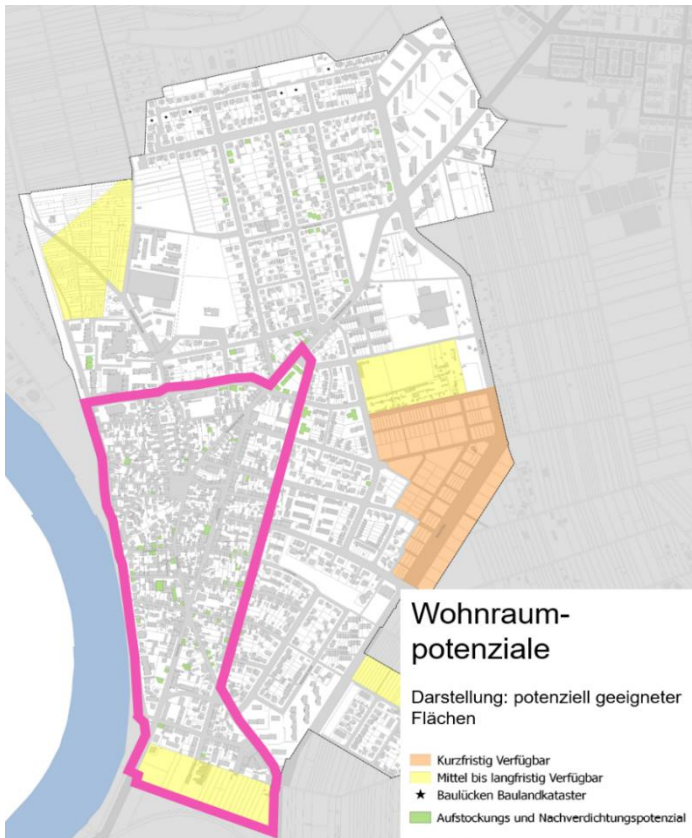 Wohnraum-
potenziale
Darstellung: potenziell geeigneter
Flächen
Kurzfristig Verfügbar
Mittel bis langfristig Verfügbar
Baulücken Baulandkataster
Aufstockungs und Nachverdichtungspotenzial